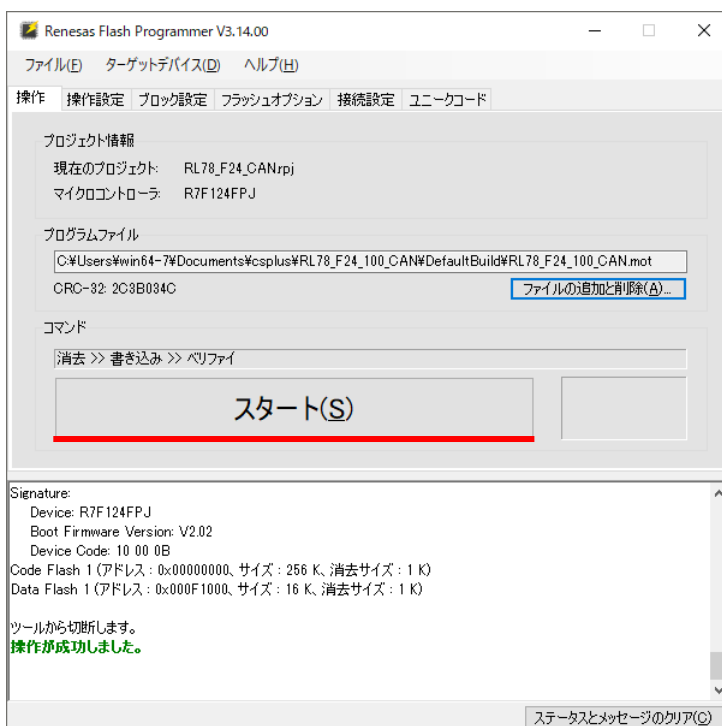 Renesas Flash Programmer V3.14.00
ファイル(F) ターゲットデバイス(D) ヘルプ(H)
操作 操作設定 ブロック設定 フラッシュオプション 接続設定 ユニークコード
プロジェクト情報
現在のプロジェクト: RL78_F24_CAN.rpj
マイクロコントローラ: R7F124FPJ
プログラムファイル
C:¥Users¥win64-7¥Documents¥csplus¥RL78_F24_100_CAN¥DefaultBuild¥RL78_F24_100_CAN.mot
CRC-32: 2C3B034C ファイルの追加と削除(A)...
コマンド
消去 >> 書き込み >> ベリファイ
スタート(S)
Signature:
Device: R7F124FPJ
Boot Firmware Version: V2.02
Device Code: 10 00 0B
Code Flash 1 (アドレス : 0x00000000、サイズ : 256 K、消去サイズ : 1 K)
Data Flash 1 (アドレス : 0x000F1000、サイズ : 16 K、消去サイズ : 1 K)
ツールから切断します。
操作が成功しました。
ステータスとメッセージのクリア(C)